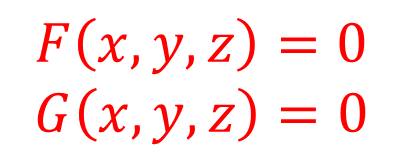 F(x, y, z) = 0
G(x, y, z) = 0